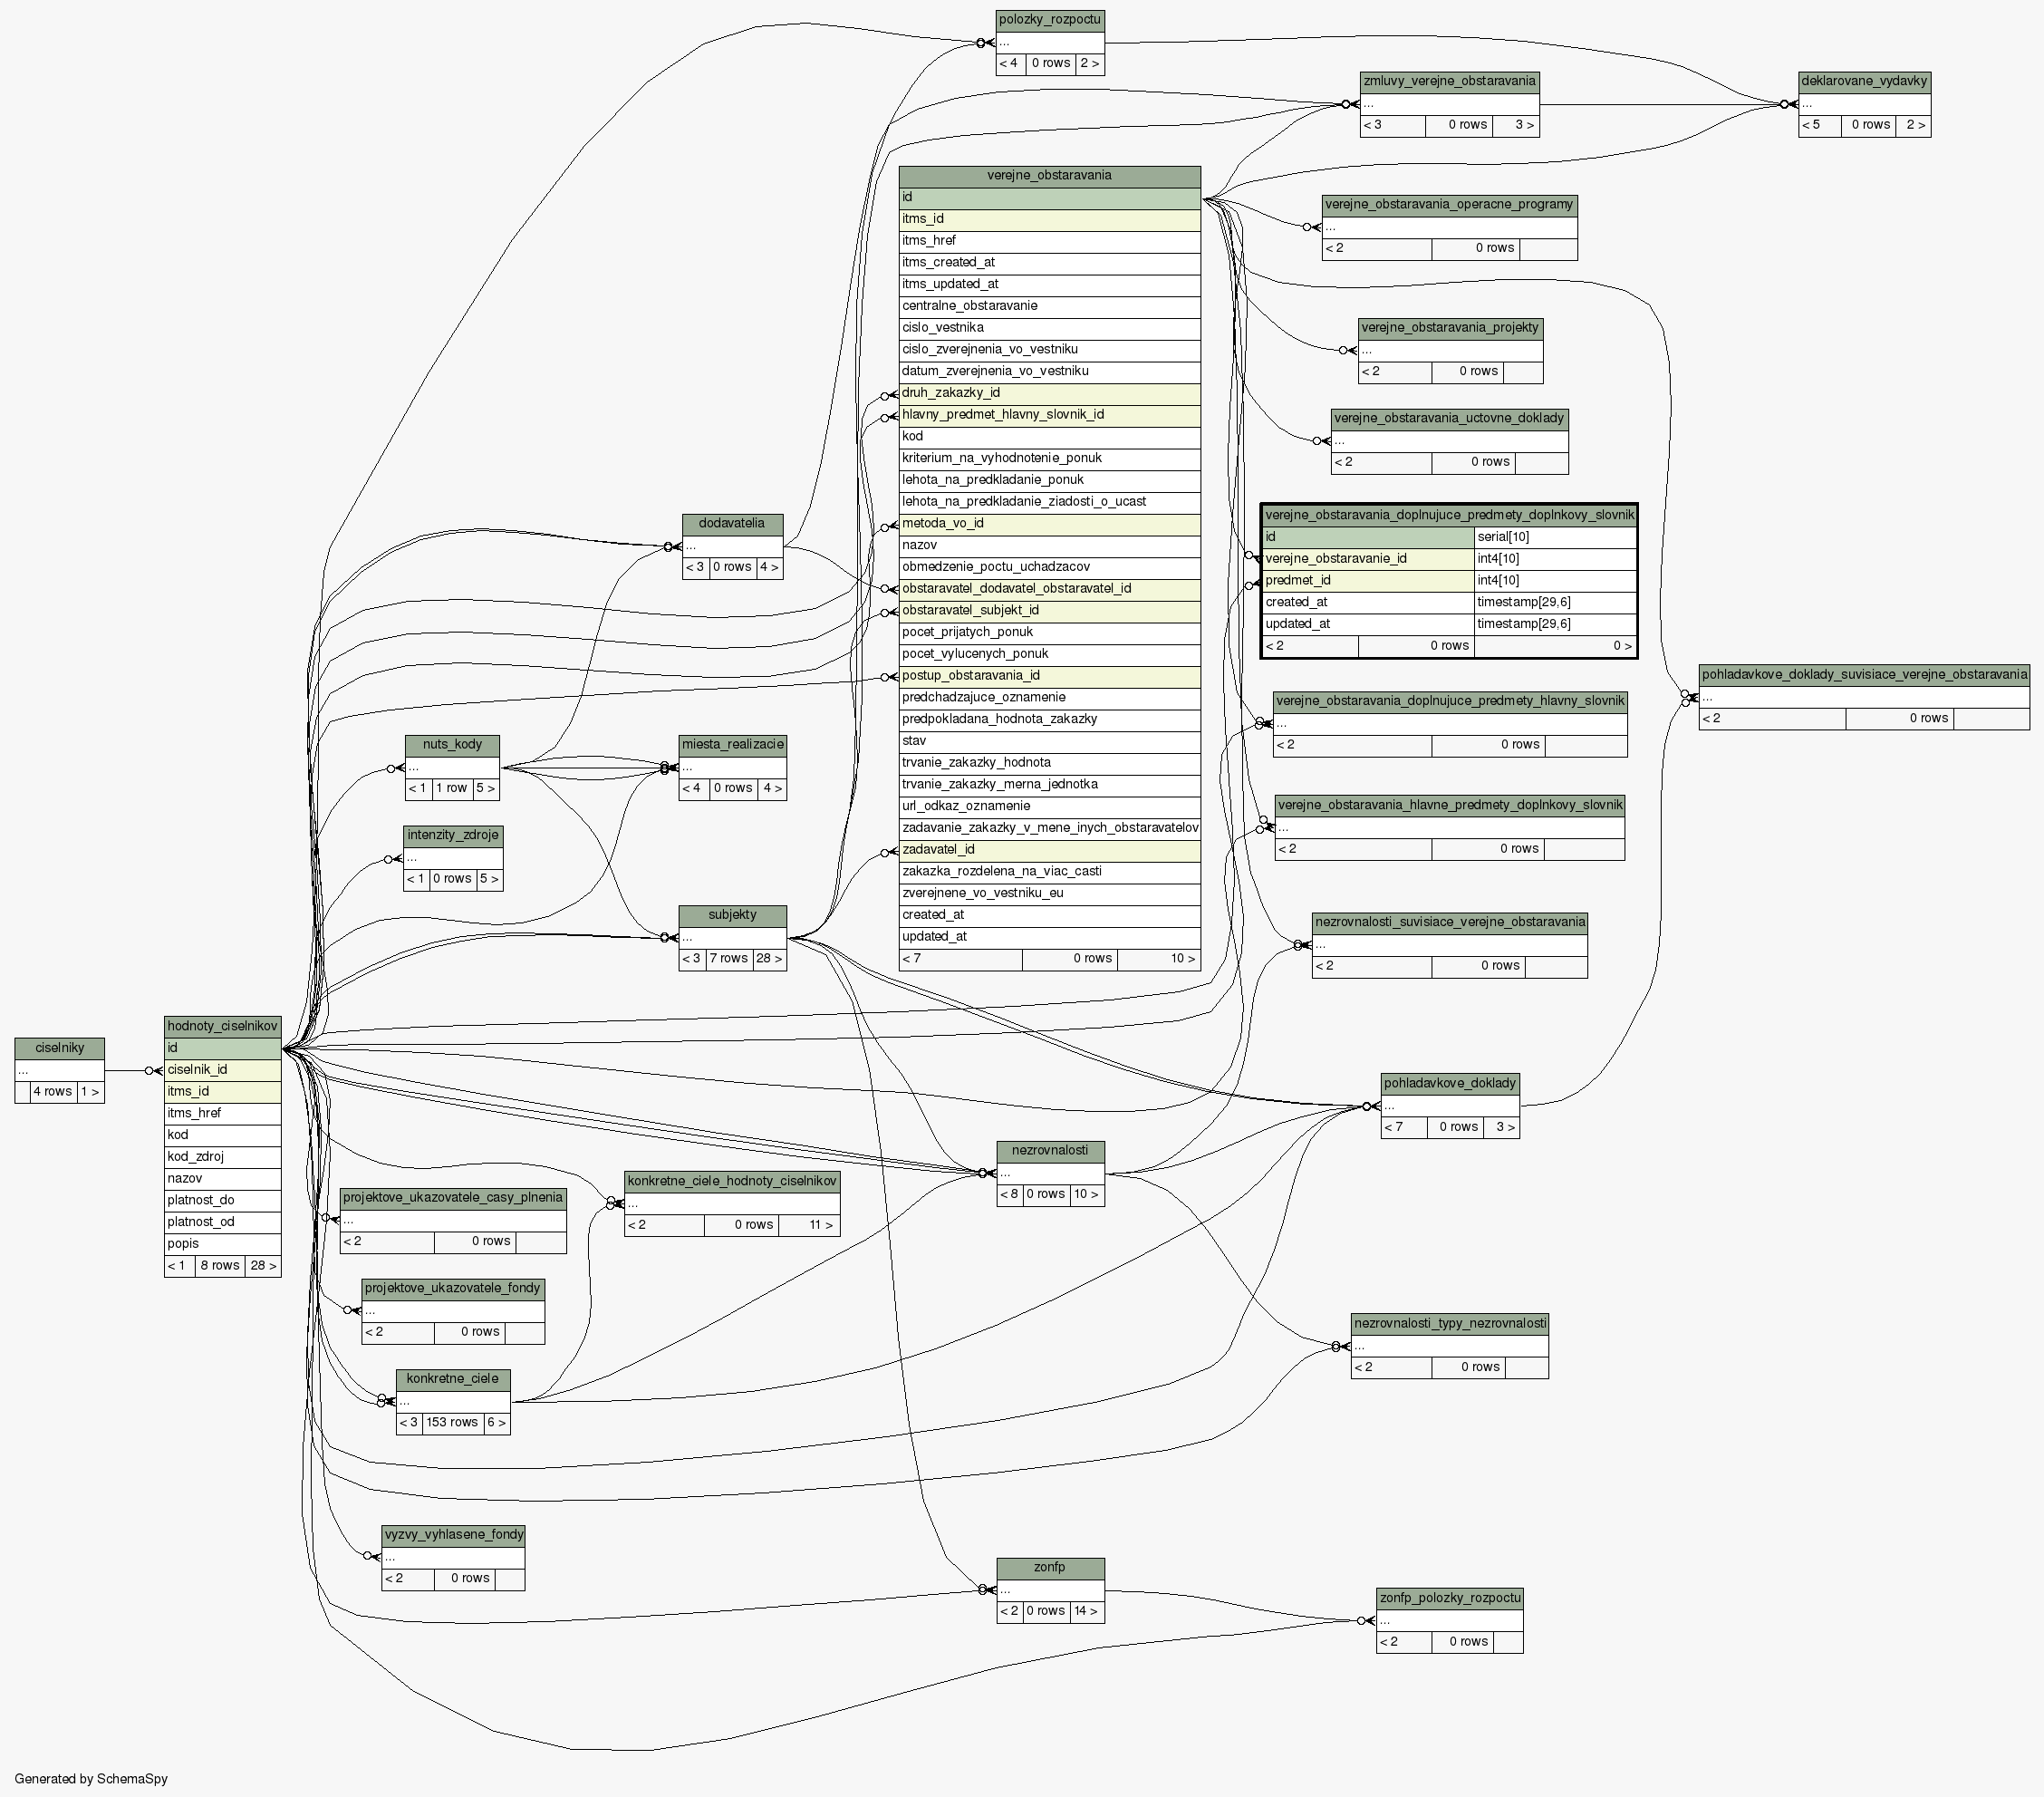 polozky_rozpoctu
...
< 4 0 rows 2 >
zmluvy_verejne_obstaravania
...
< 3 0 rows 3 >
deklarovane_vydavky
...
< 5 0 rows 2 >
verejne_obstaravania
id
itms_id
itms_href
itms_created_at
itms_updated_at
centralne_obstaravanie
cislo_vestnika
cislo_zverejnenia_vo_vestniku
datum_zverejnenia_vo_vestniku
druh_zakazky_id
hlavny_predmet_hlavny_slovnik_id
kod
kriterium_na_vyhodnotenie_ponuk
lehota_na_predkladanie_ponuk
lehota_na_predkladanie_ziadosti_o_ucast
metoda_vo_id
nazov
obmedzenie_poctu_uchadzacov
obstaravatel_dodavatel_obstaravatel_id
obstaravatel_subjekt_id
pocet_prijatych_ponuk
pocet_vylucenych_ponuk
postup_obstaravania_id
predchadzajuce_oznamenie
predpokladana_hodnota_zakazky
stav
trvanie_zakazky_hodnota
trvanie_zakazky_merna_jednotka
url_odkaz_oznamenie
zadavanie_zakazky_v_mene_inych_obstaravatelov
zadavatel_id
zakazka_rozdelena_na_viac_casti
zverejnene_vo_vestniku_eu
created_at
updated_at
< 7 0 rows 10 >
verejne_obstaravania_operacne_programy
...
< 2 0 rows
verejne_obstaravania_projekty
...
< 2 0 rows
verejne_obstaravania_uctovne_doklady
...
< 2 0 rows
verejne_obstaravania_doplnujuce_predmety_doplnkovy_slovnik
id serial[10]
verejne_obstaravanie_id int4[10]
predmet_id int4[10]
created_at timestamp[29,6]
updated_at timestamp[29,6]
< 2 0 rows 0 >
dodavatelia
...
< 3 0 rows 4 >
pohladavkove_doklady_suvisiace_verejne_obstaravania
...
< 2 0 rows
verejne_obstaravania_doplnujuce_predmety_hlavny_slovnik
...
< 2 0 rows
nuts_kody
...
< 1 1 row 5 >
miesta_realizacie
...
< 4 0 rows 4 >
verejne_obstaravania_hlavne_predmety_doplnkovy_slovnik
...
< 2 0 rows
intenzity_zdroje
...
< 1 0 rows 5 >
subjekty
...
< 3 7 rows 28 >
nezrovnalosti_suvisiace_verejne_obstaravania
...
< 2 0 rows
ciselniky
...
4 rows 1 >
hodnoty_ciselnikov
id
ciselnik_id
itms_id
itms_href
kod
kod_zdroj
nazov
platnost_do
platnost_od
popis
< 1 8 rows 28 >
pohladavkove_doklady
...
< 7 0 rows 3 >
nezrovnalosti
...
< 8 0 rows 10 >
konkretne_ciele_hodnoty_ciselnikov
...
< 2 0 rows 11 >
projektove_ukazovatele_casy_plnenia
...
< 2 0 rows
projektove_ukazovatele_fondy
...
< 2 0 rows
nezrovnalosti_typy_nezrovnalosti
...
< 2 0 rows
konkretne_ciele
...
< 3 153 rows 6 >
vyzvy_vyhlasene_fondy
...
< 2 0 rows
zonfp
...
< 2 0 rows 14 >
zonfp_polozky_rozpoctu
...
< 2 0 rows
Generated by SchemaSpy